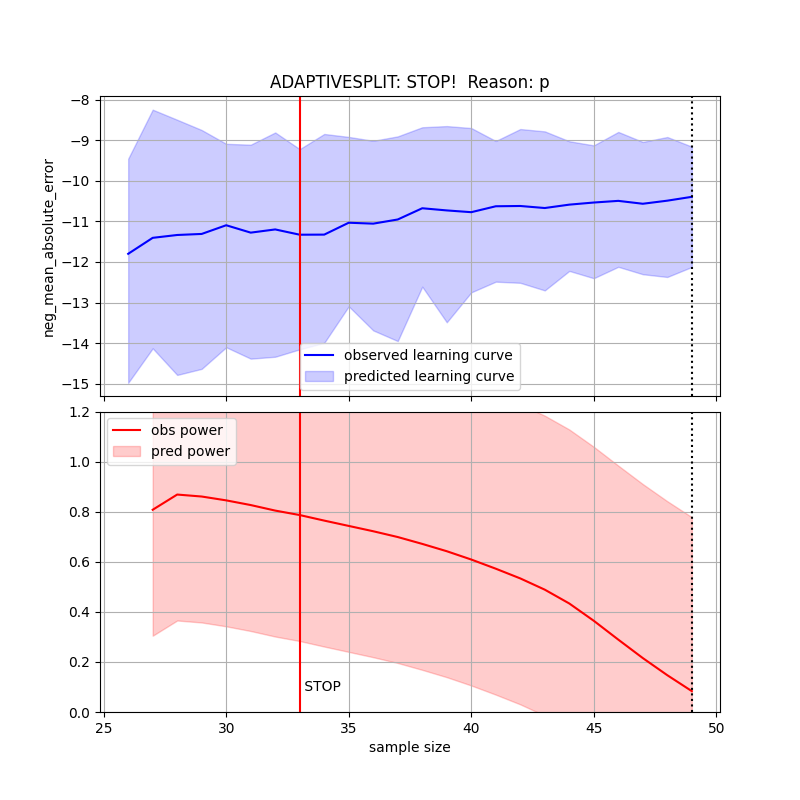 ADAPTIVESPLIT: STOP!  Reason: p
neg_mean_absolute_error
−8
−9
−10
−11
−12
−13
−14
−15
observed learning curve
predicted learning curve
1.2
1.0
0.8
0.6
0.4
0.2
0.0
obs power
pred power
STOP
25 30 35 40 45 50
sample size